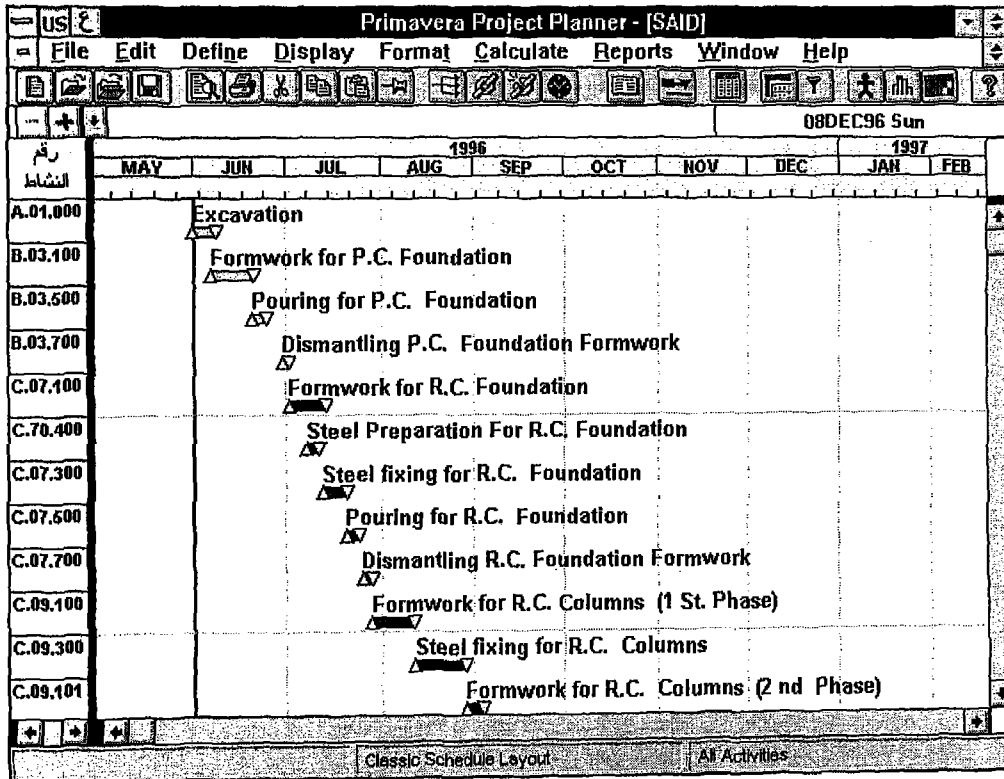 US ع Primavera Project Planner - [SAID]
File Edit Define Display Format Calculate Reports Window Help
08DEC96 Sun
رقم
النشاط
1996 1997
MAY JUN JUL AUG SEP OCT NOV DEC JAN FEB
A.01.000 Excavation
B.03.100 Formwork for P.C. Foundation
B.03.500 Pouring for P.C. Foundation
B.03.700 Dismantling P.C. Foundation Formwork
C.07.100 Formwork for R.C. Foundation
C.70.400 Steel Preparation For R.C. Foundation
C.07.300 Steel fixing for R.C. Foundation
C.07.500 Pouring for R.C. Foundation
C.07.700 Dismantling R.C. Foundation Formwork
C.09.100 Formwork for R.C. Columns (1 St. Phase)
C.09.300 Steel fixing for R.C. Columns
C.09.101 Formwork for R.C. Columns (2 nd Phase)
Classic Schedule Layout All Activities